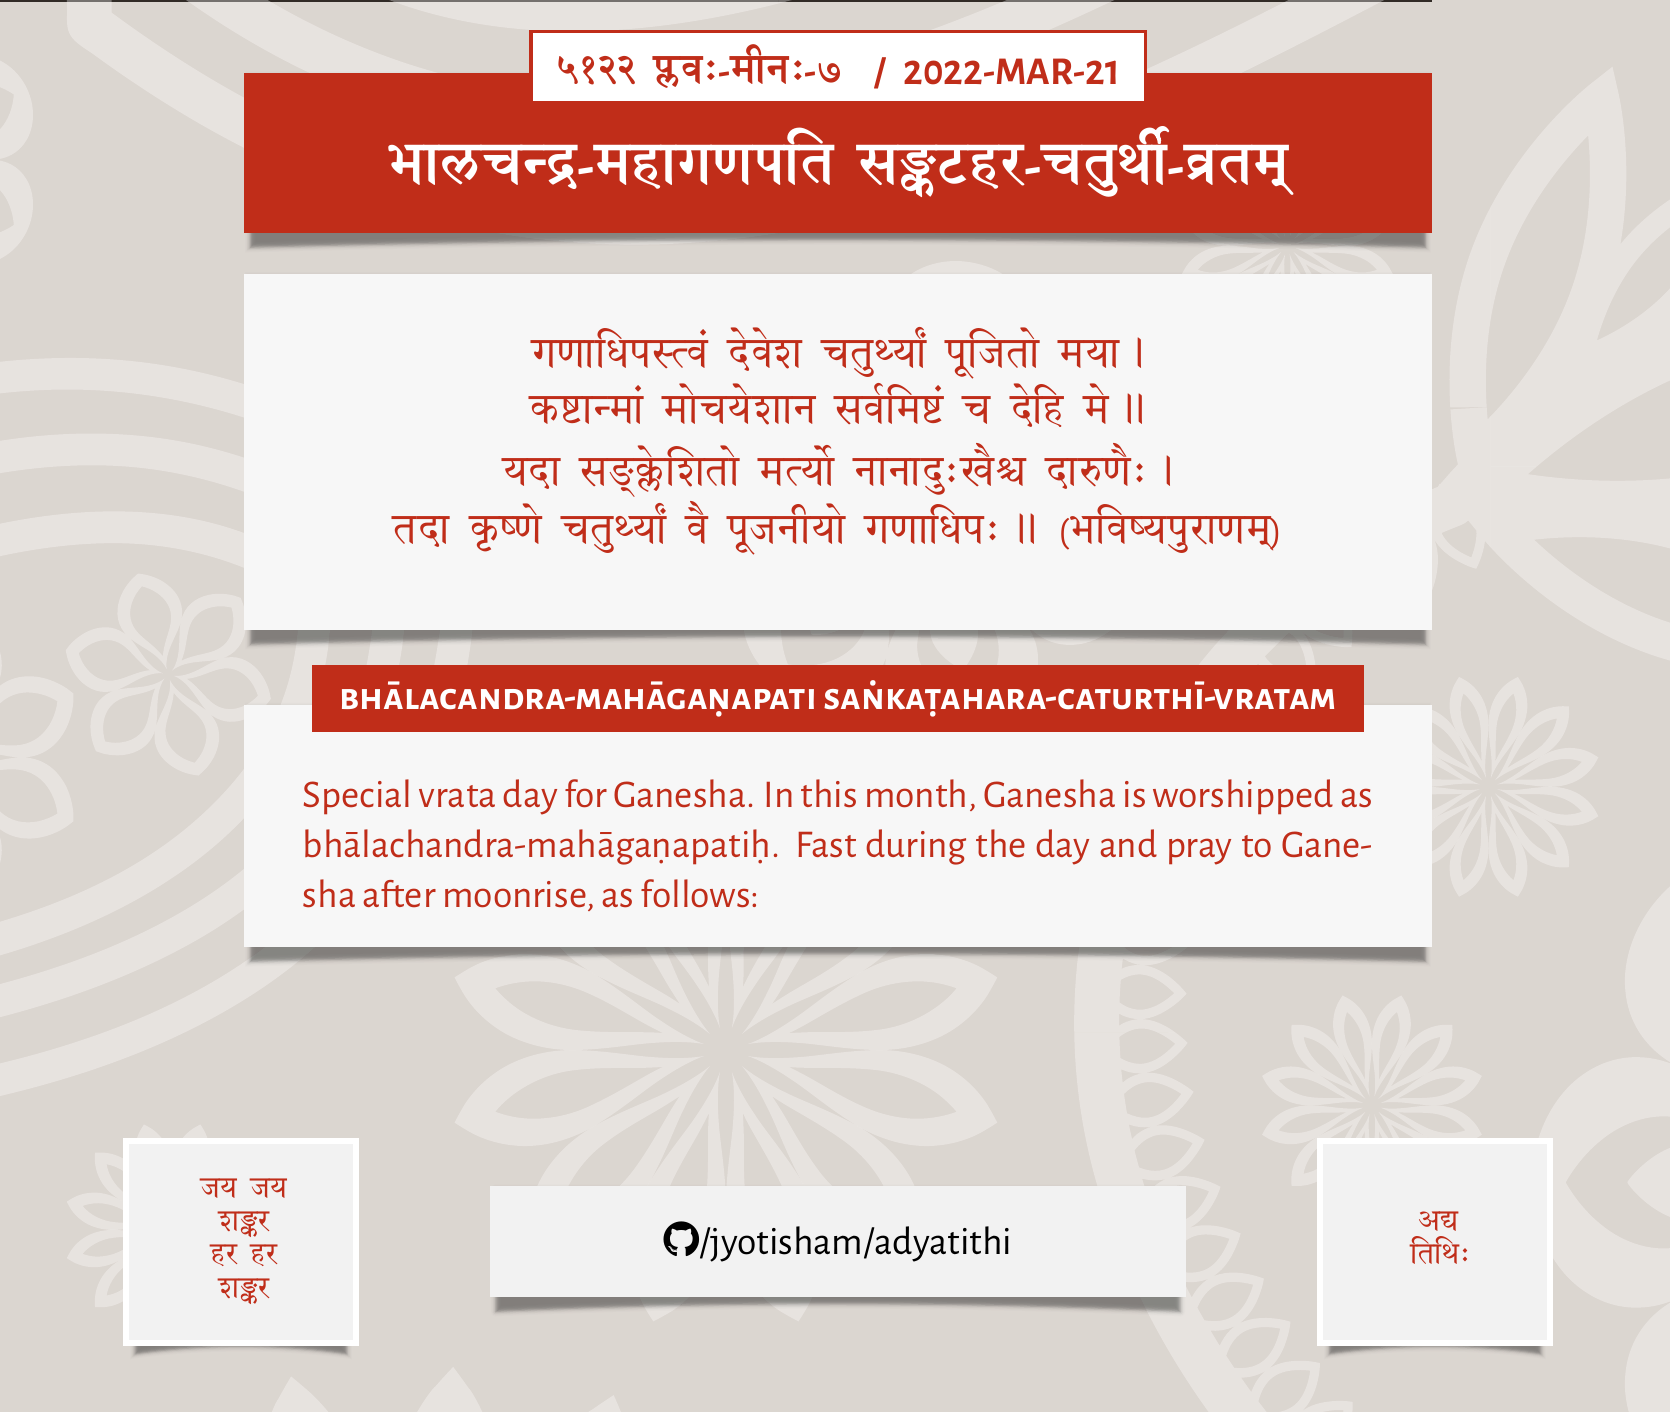 ५१२२ प्लवः-मीनः-७ / 2022-MAR-21
भालचन्द्र-महागणपति सङ्कटहर-चतुर्थी-व्रतम्
गणाधिपस्त्वं देवेश चतुर्थ्यां पूजितो मया ।
कष्टान्मां मोचयेशान सर्वमिष्टं च देहि मे ॥
यदा सङ्क्लेशितो मर्त्यो नानादुःखैश्च दारुणैः ।
तदा कृष्णे चतुर्थ्यां वै पूजनीयो गणाधिपः ॥ (भविष्यपुराणम्)
BHĀLACANDRA-MAHĀGAṆAPATI SAṄKAṬAHARA-CATURTHĪ-VRATAM
Special vrata day for Ganesha. In this month, Ganesha is worshipped as
bhālachandra-mahāgaṇapatiḥ. Fast during the day and pray to Gane-
sha after moonrise, as follows:
जय जय
शङ्कर
हर हर
शङ्कर
/jyotisham/adyatithi
अद्य
तिथिः